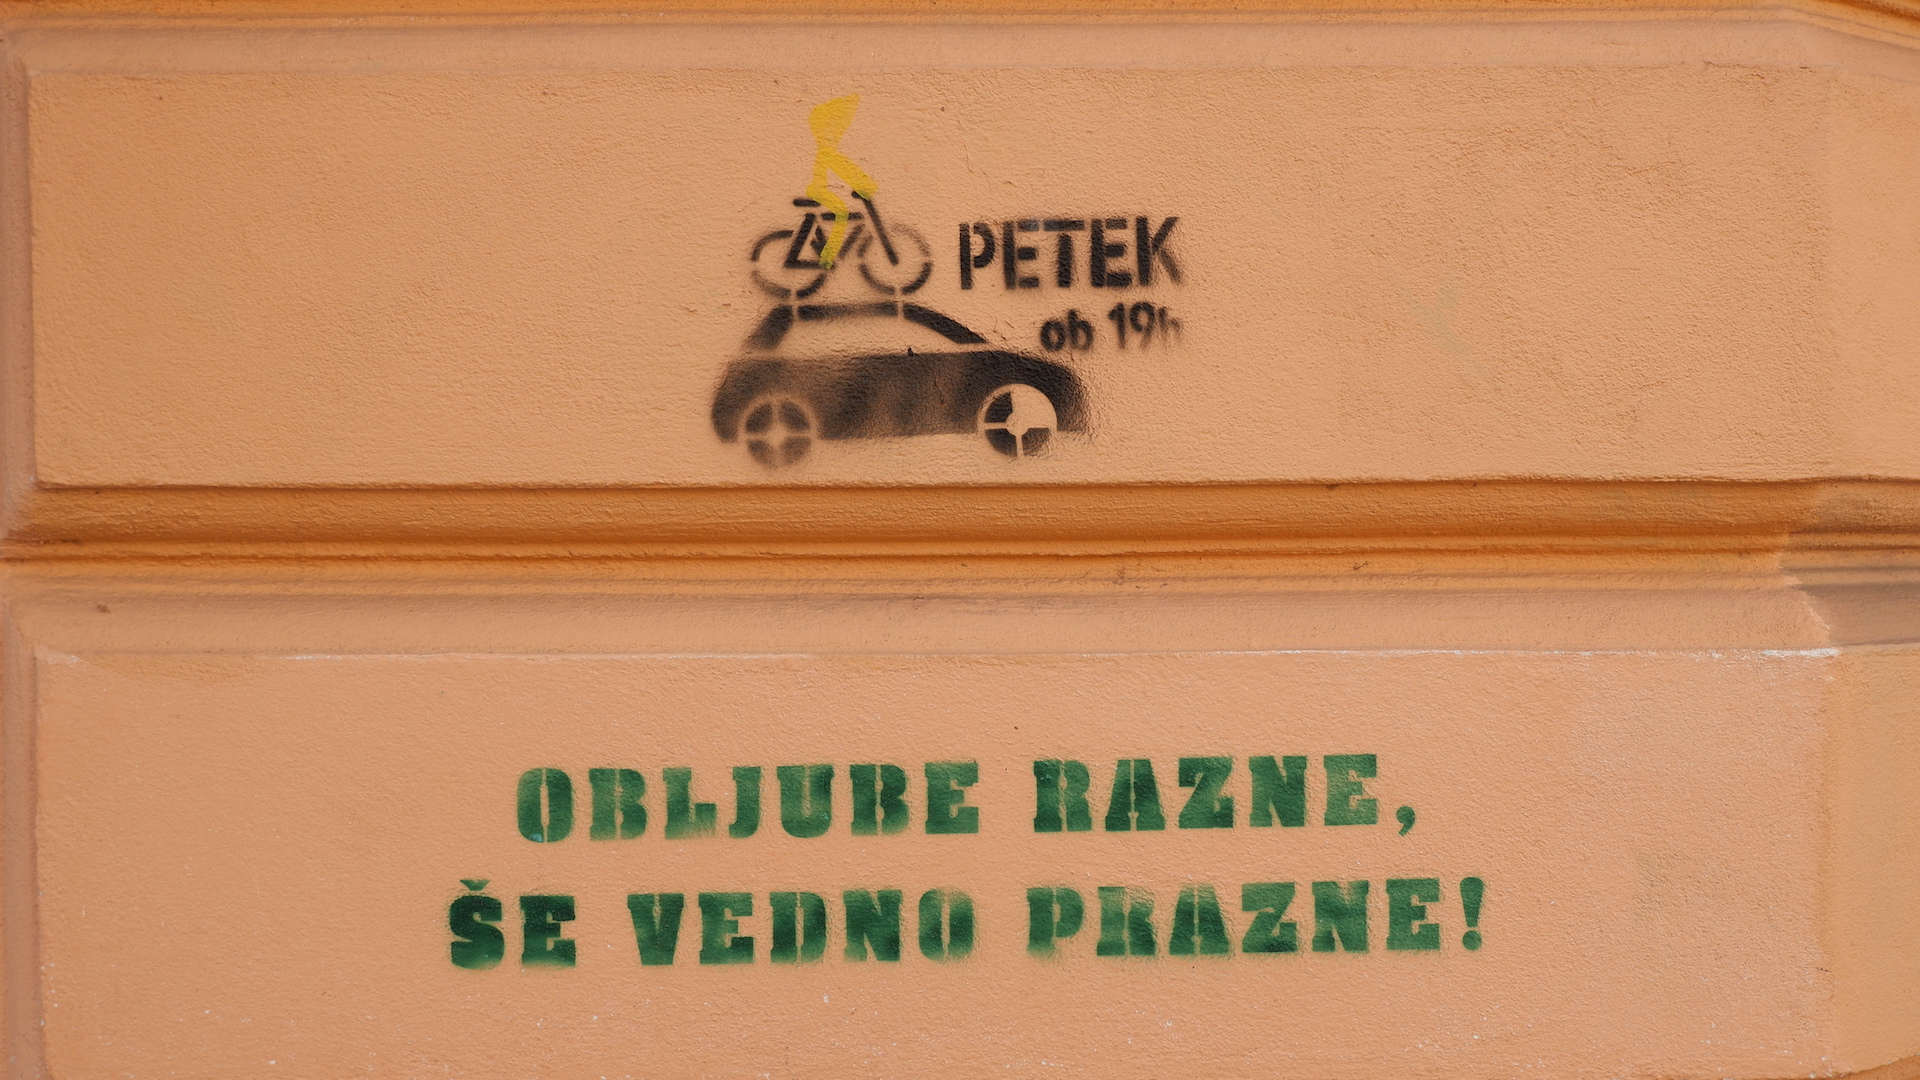 PETEK
ob 19h
OBLJUBE RAZNE,
ŠE VEDNO PRAZNE!